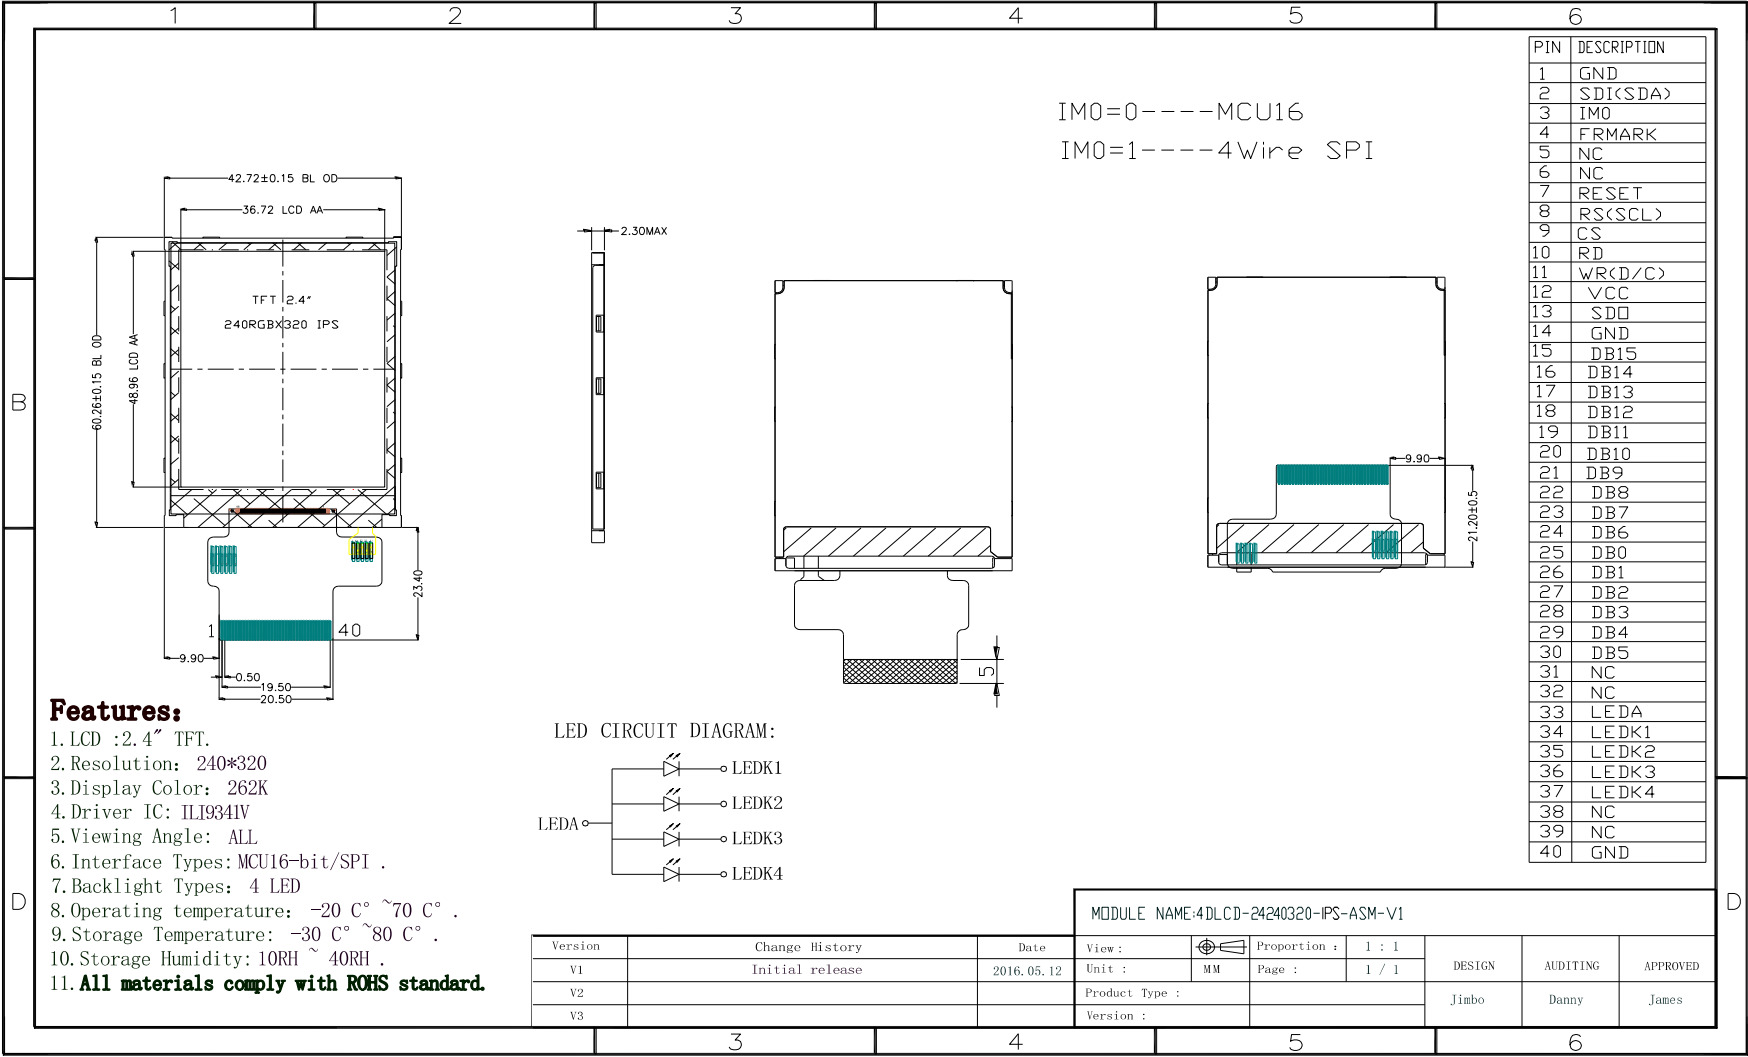 1 2 3 4 5 6
B
D
D
IM0=0----MCU16
IM0=1----4Wire SPI
42.72±0.15 BL OD
36.72 LCD AA
60.26±0.15 BL OD
48.96 LCD AA
TFT 2.4"
240RGBX320 IPS
23.40
1
40
9.90
0.50
19.50
20.50
2.30MAX
5
9.90
21.20±0.5
PIN DESCRIPTION
1 GND
2 SDI(SDA)
3 IM0
4 FRMARK
5 NC
6 NC
7 RESET
8 RS(SCL)
9 CS
10 RD
11 WR(D/C)
12 VCC
13 SDO
14 GND
15 DB15
16 DB14
17 DB13
18 DB12
19 DB11
20 DB10
21 DB9
22 DB8
23 DB7
24 DB6
25 DB0
26 DB1
27 DB2
28 DB3
29 DB4
30 DB5
31 NC
32 NC
33 LEDA
34 LEDK1
35 LEDK2
36 LEDK3
37 LEDK4
38 NC
39 NC
40 GND
Features:
1.LCD :2.4" TFT.
2.Resolution: 240*320
3.Display Color: 262K
4.Driver IC: ILI9341V
5.Viewing Angle: ALL
6.Interface Types:MCU16-bit/SPI .
7.Backlight Types: 4 LED
8.Operating temperature: -20 C° ~70 C° .
9.Storage Temperature: -30 C° ~80 C° .
10.Storage Humidity:10RH ~ 40RH .
11.All materials comply with ROHS standard.
LED CIRCUIT DIAGRAM:
LEDA
LEDK1
LEDK2
LEDK3
LEDK4
Version Change History Date
V1 Initial release 2016.05.12
V2
V3
MODULE NAME:4DLCD-24240320-IPS-ASM-V1
View: Proportion: 1 : 1
Unit : MM Page : 1 / 1
Product Type :
Version :
DESIGN AUDITING APPROVED
Jimbo Danny James
3 4 5 6